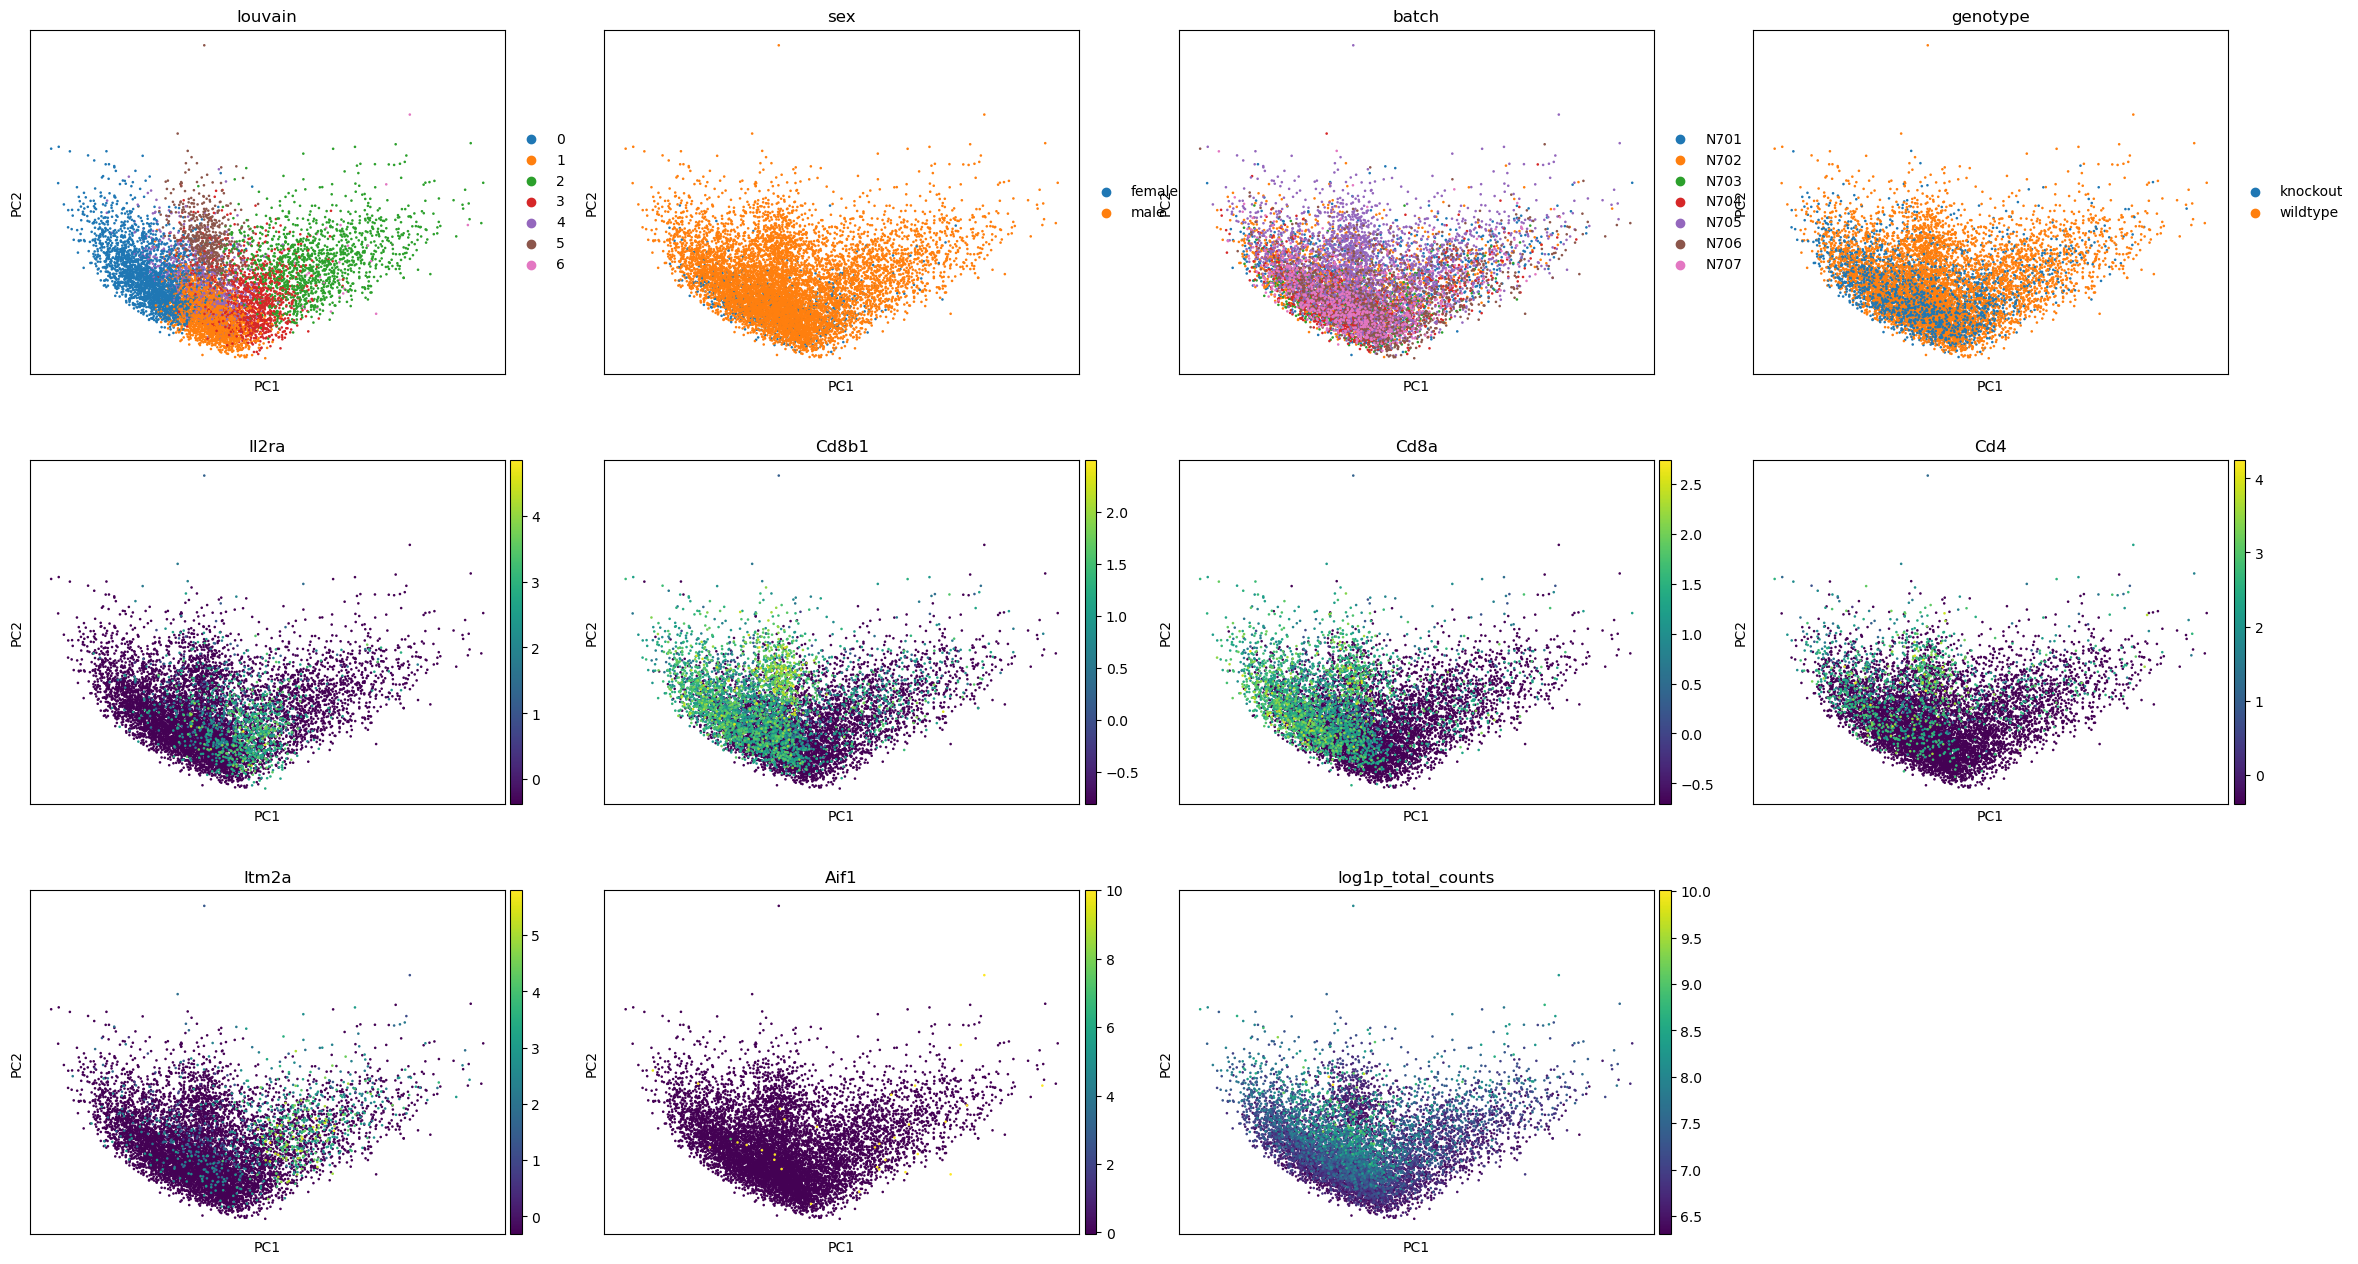 louvain
PC2
PC1
0
1
2
3
4
5
6
sex
PC2
PC1
female
male
batch
PC2
PC1
N701
N702
N703
N704
N705
N706
N707
genotype
PC2
PC1
knockout
wildtype
Il2ra
PC2
PC1
4
3
2
1
0
Cd8b1
PC2
PC1
2.0
1.5
1.0
0.5
0.0
−0.5
Cd8a
PC2
PC1
2.5
2.0
1.5
1.0
0.5
0.0
−0.5
Cd4
PC2
PC1
4
3
2
1
0
Itm2a
PC2
PC1
5
4
3
2
1
0
Aif1
PC2
PC1
10
8
6
4
2
0
log1p_total_counts
PC2
PC1
10.0
9.5
9.0
8.5
8.0
7.5
7.0
6.5